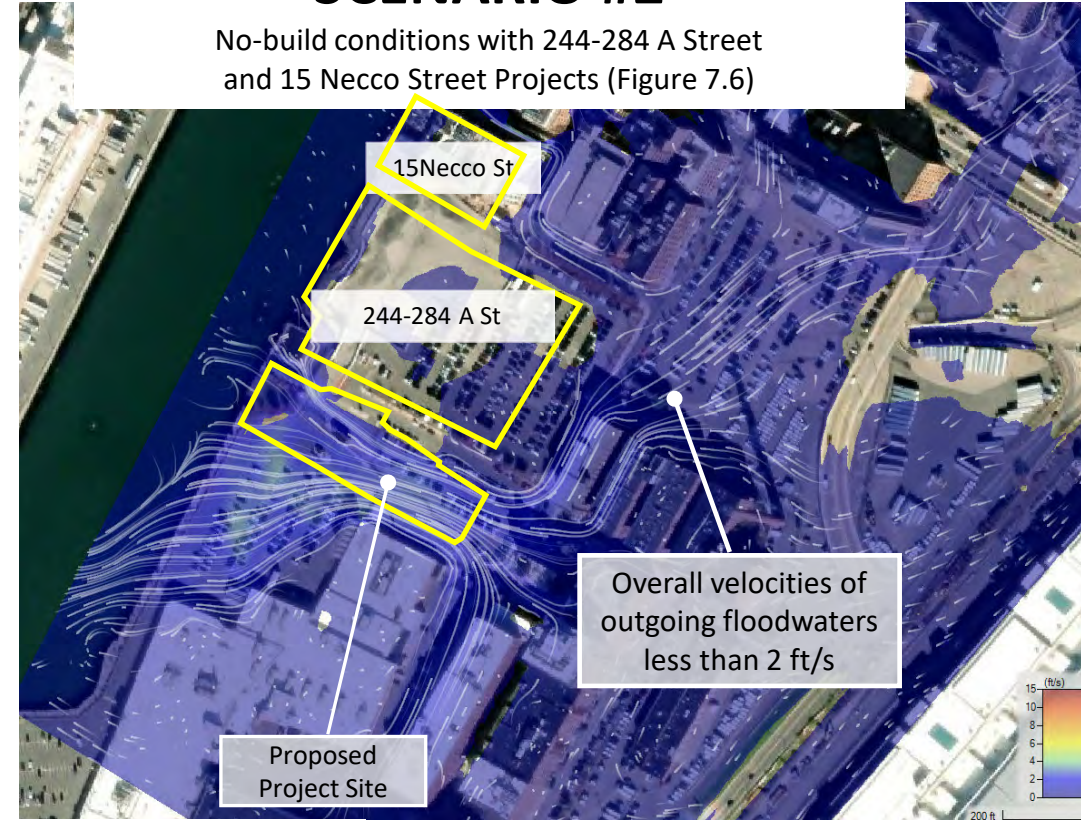 No-build conditions with 244-284 A Street
and 15 Necco Street Projects (Figure 7.6)
15Necco St
244-284 A St
Overall velocities of
outgoing floodwaters
less than 2 ft/s
Proposed
Project Site
(ft/s)
15
10
8
6
4
2
0
200 ft